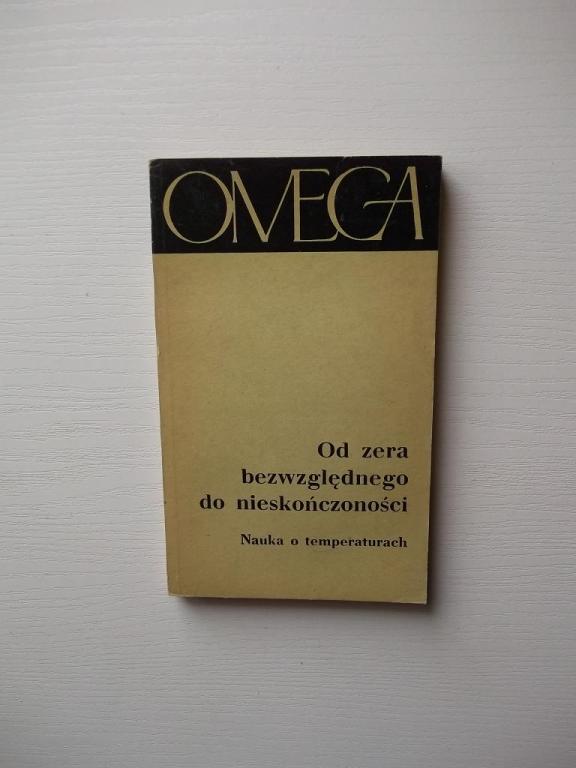 OMEGA
Od zera
bezwzględnego
do nieskończoności
Nauka o temperaturach